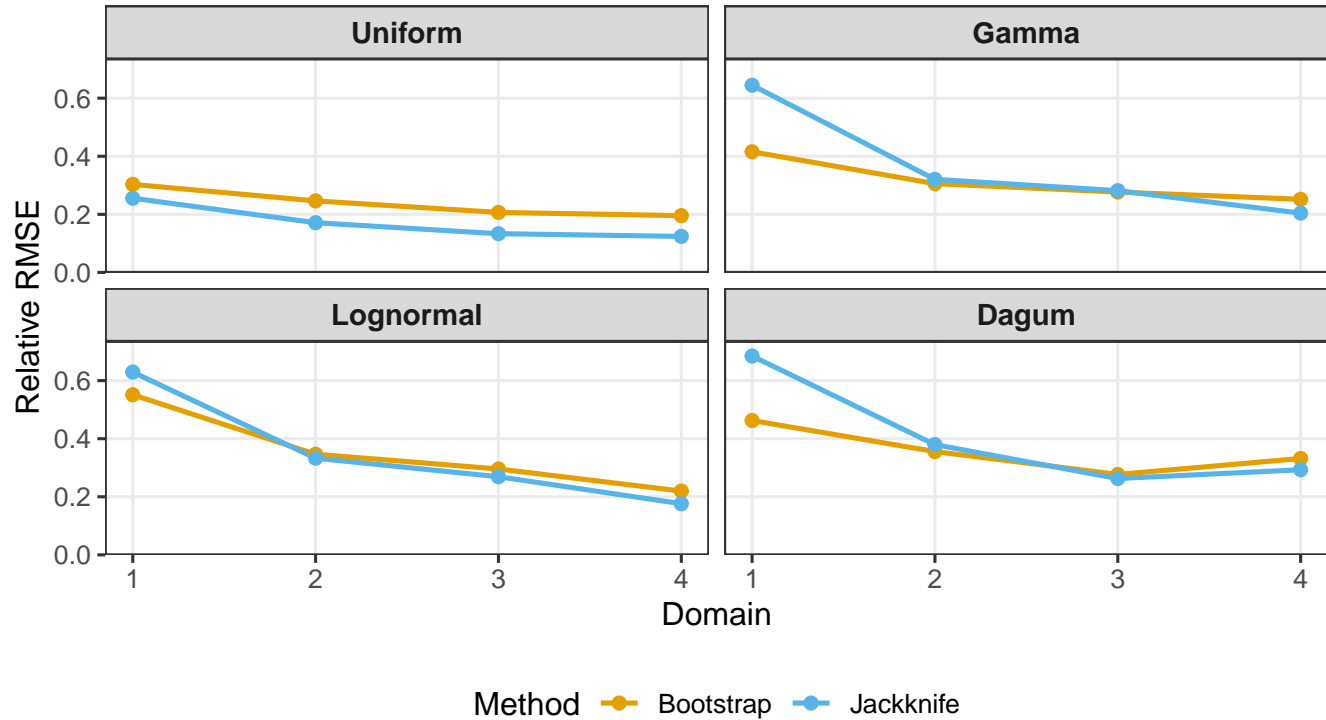 Uniform Gamma
0.6
0.4
0.2
0.0
Relative RMSE
Lognormal Dagum
0.6
0.4
0.2
0.0
1 2 3 4 1 2 3 4
Domain
Method Bootstrap Jackknife